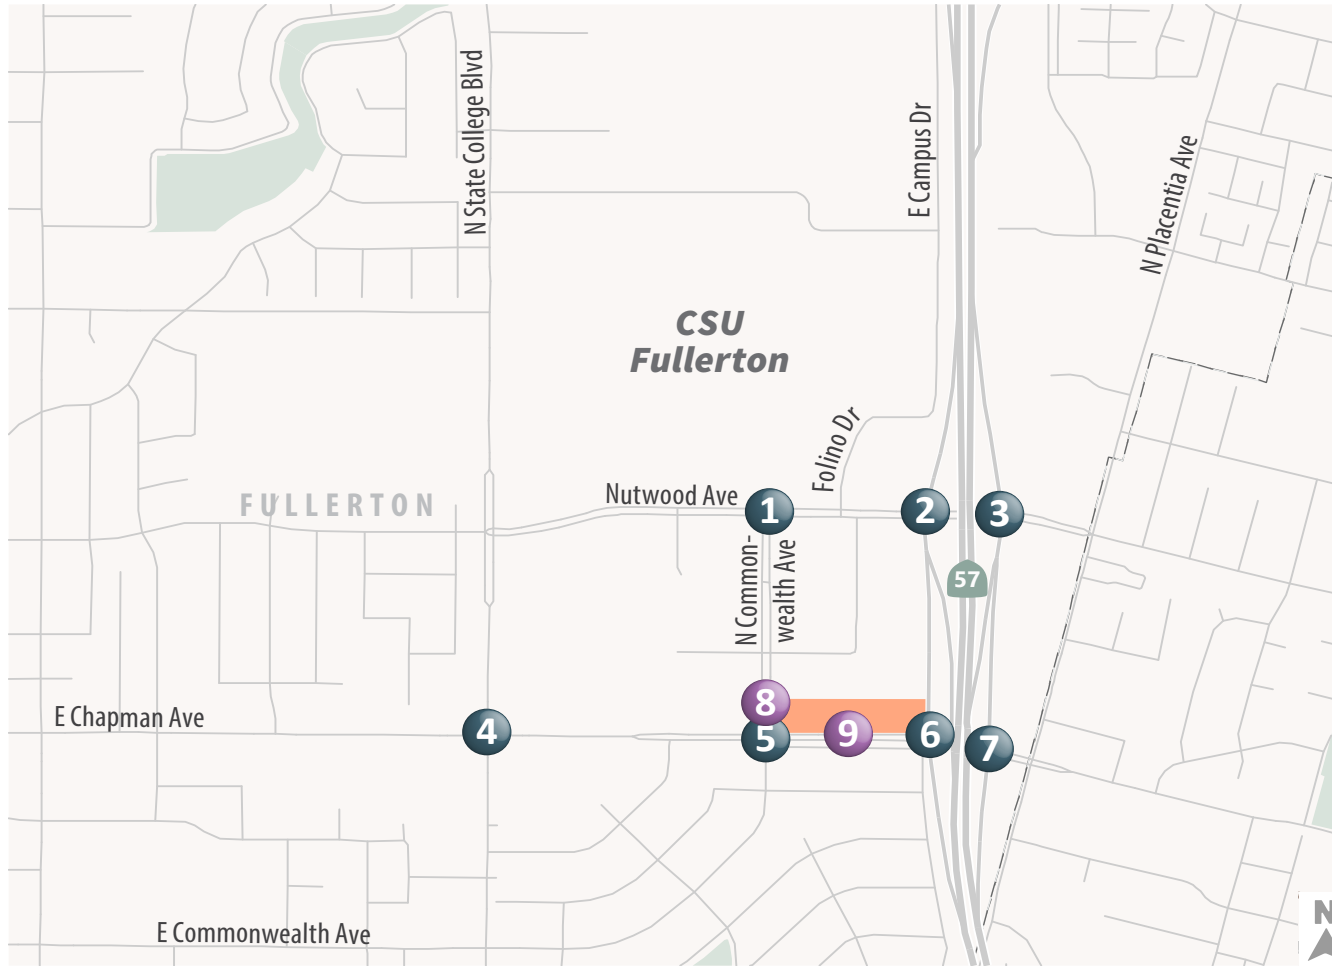 N State College Blvd
E Campus Dr
N Placentia Ave
CSU
Fullerton
Folino Dr
FULLERTON
Nutwood Ave
1
2
3
N Common-
wealth Ave
57
E Chapman Ave
4
8
5
9
6
7
E Commonwealth Ave
N